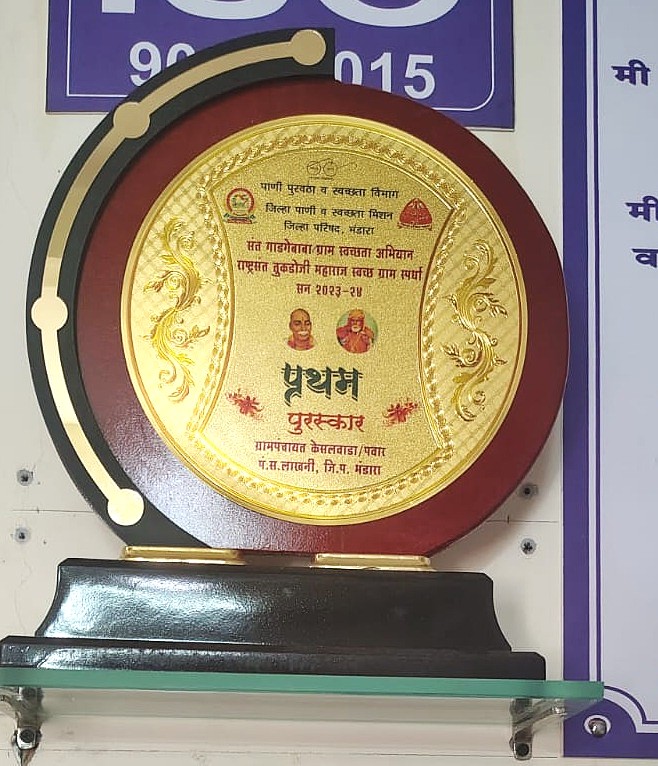 ISO
90 015
पाणी पुरवठा व स्वच्छता विभाग
जिल्हा पाणी व स्वच्छता मिशन
जिल्हा परिषद, भंडारा
संत गाडगेबाबा ग्राम स्वच्छता अभियान
राष्ट्रसंत तुकडोजी महाराज स्वच्छ ग्राम स्पर्धा
सन २०२३-२४
प्रथम
पुरस्कार
ग्रामपंचायत केसलवाडा/पवार
पं.स.लाखनी, जि.प. भंडारा
मी
मी
व